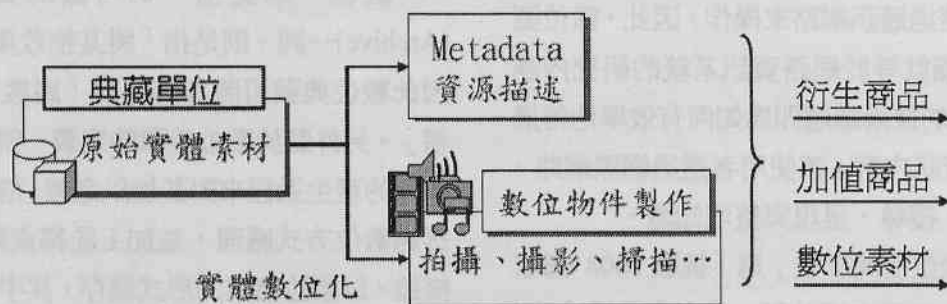 典藏單位
原始實體素材
Metadata
資源描述
數位物件製作
拍攝、攝影、掃描…
實體數位化
衍生商品
加值商品
數位素材